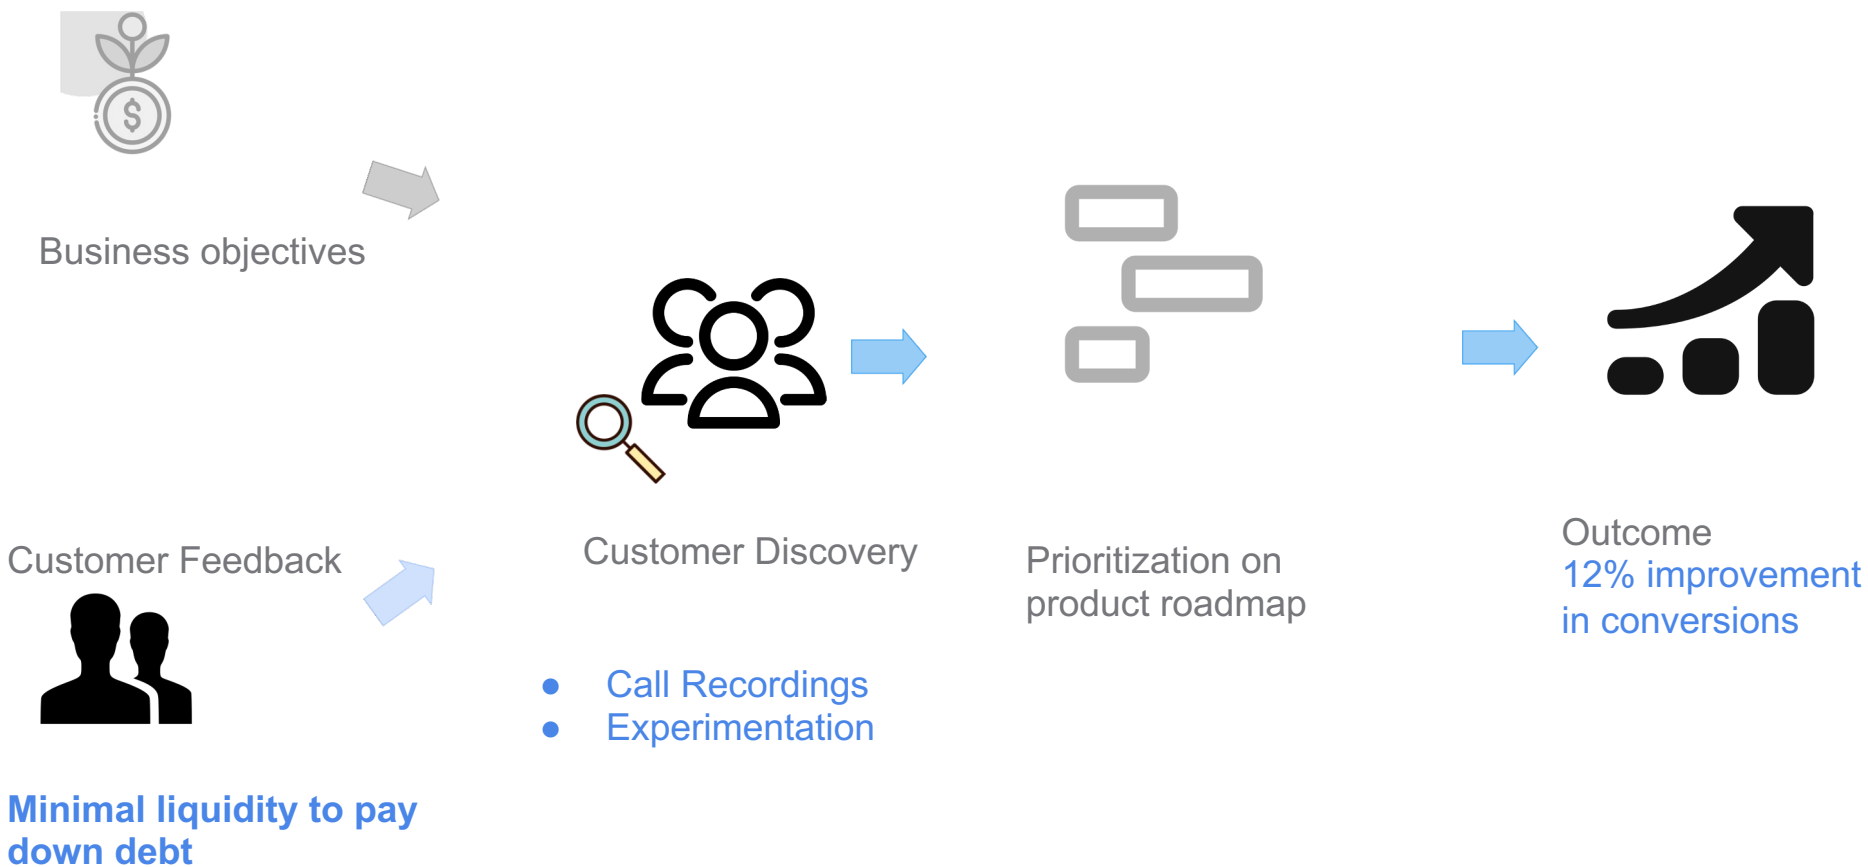 $
Business objectives
Customer Feedback
Minimal liquidity to pay
down debt
Customer Discovery
● Call Recordings
● Experimentation
Prioritization on
product roadmap
Outcome
12% improvement
in conversions